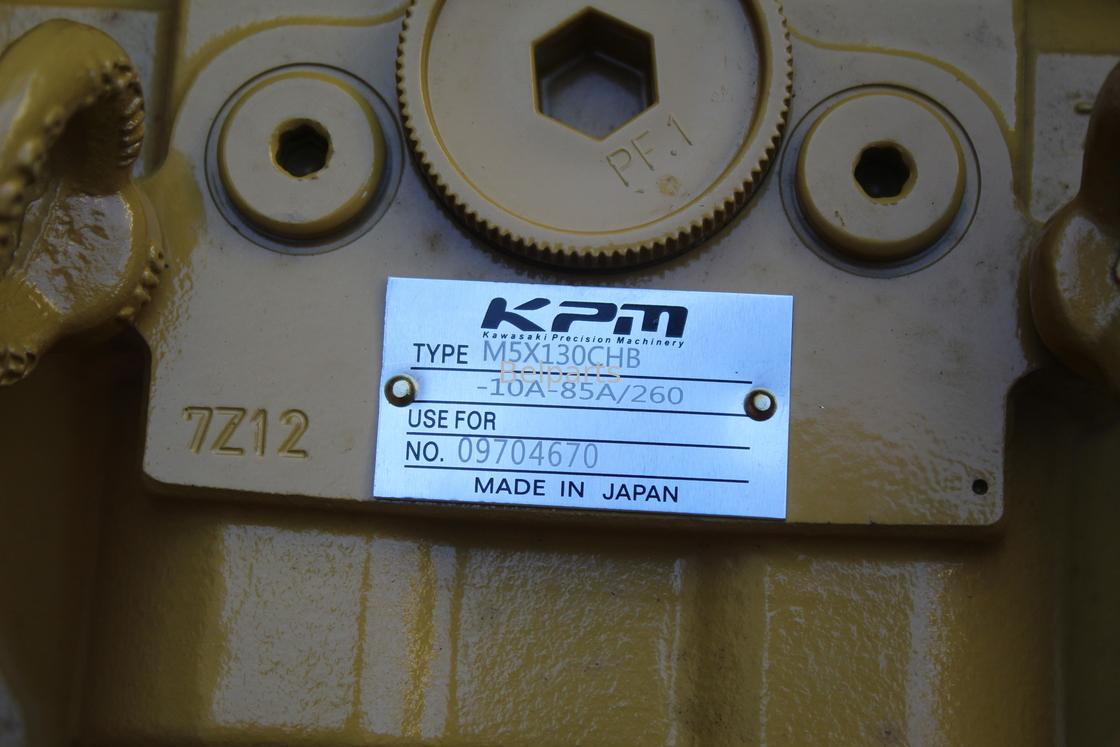 PF.1
KPM
Kawasaki Precision Machinery
TYPE M5X130CHB
Belparts
-10A-85A/260
USE FOR
7Z12
NO. 09704670
MADE IN JAPAN